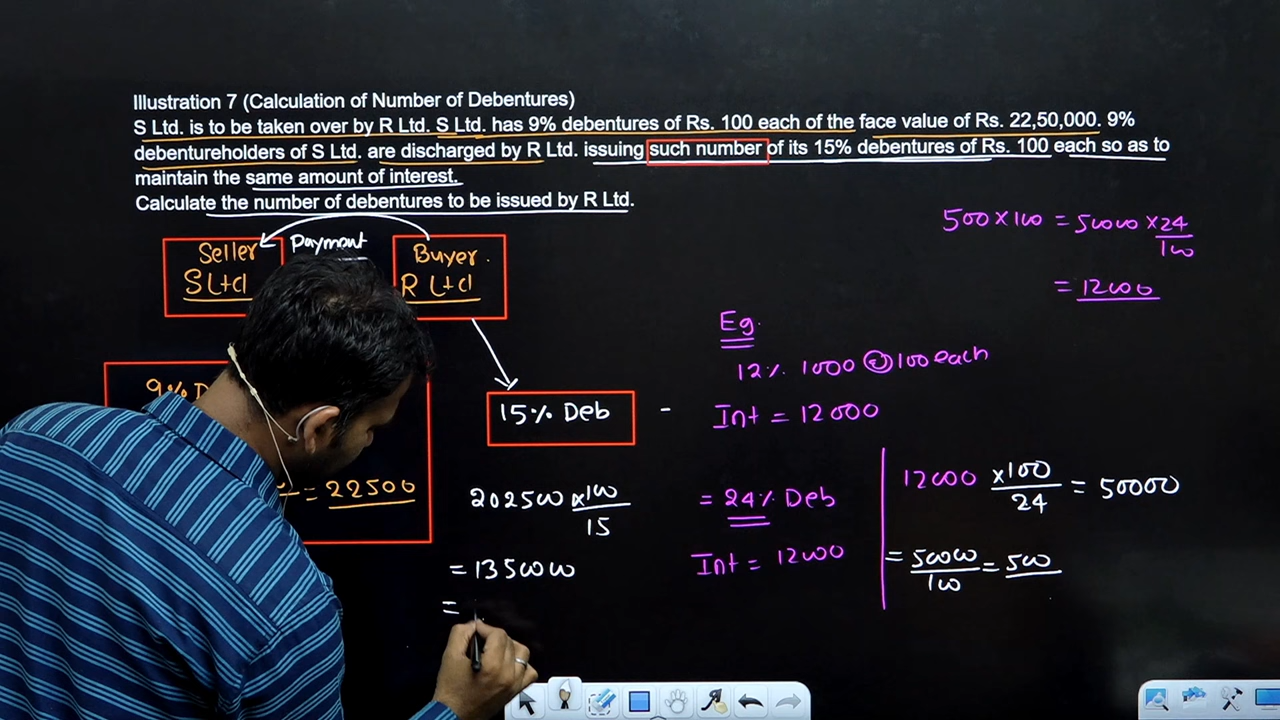 Illustration 7 (Calculation of Number of Debentures)
S Ltd. is to be taken over by R Ltd. S Ltd. has 9% debentures of Rs. 100 each of the face value of Rs. 22,50,000. 9%
debentureholders of S Ltd. are discharged by R Ltd. issuing such number of its 15% debentures of Rs. 100 each so as to
maintain the same amount of interest.
Calculate the number of debentures to be issued by R Ltd.
Seller
S Ltd
Payment
Buyer
R Ltd
500 x 100 = 50000 x 24/100
= 12000
Eg.
12% 1000 @ 100 each
Int = 12000
9% D
= 22500
15% Deb -
202500 x 100/15
= 1350000
=
= 24% Deb
Int = 12000
12000 x 100/24 = 50000
= 50000/100 = 500